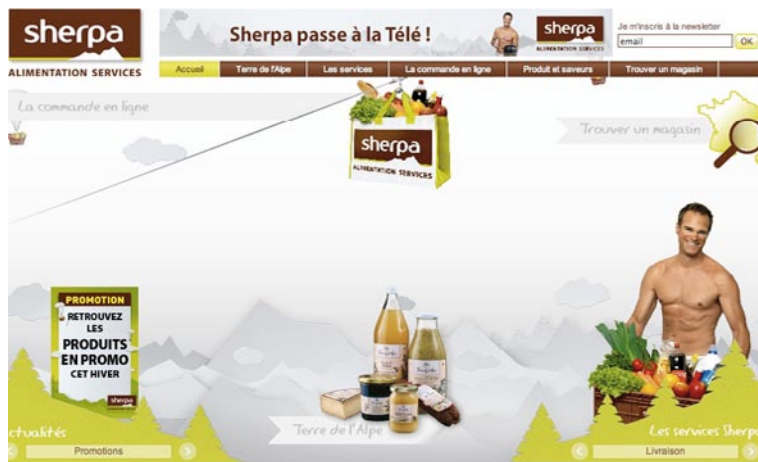 sherpa
ALIMENTATION SERVICES
Sherpa passe à la Télé !
sherpa
ALIMENTATION SERVICES
Je m'inscris à la newsletter
email
OK
Accueil
Terre de l'Alpe
Les services
La commande en ligne
Produit et saveurs
Trouver un magasin
La commande en ligne
Trouver un magasin
sherpa
ALIMENTATION SERVICES
PROMOTION
RETROUVEZ
LES
PRODUITS
EN PROMO
CET HIVER
sherpa
Terre de l'Alpe
ctualités
Promotions
Les services Sherpa
Livraison